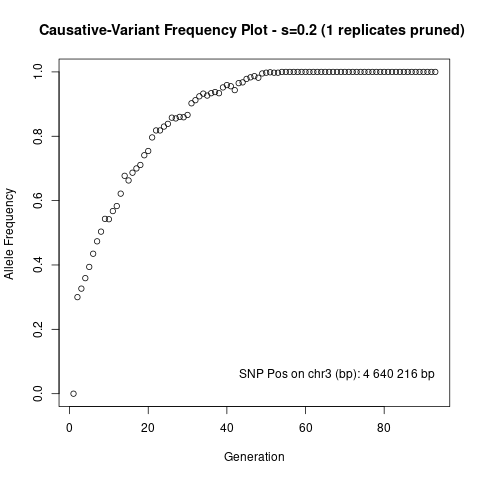 Causative-Variant Frequency Plot - s=0.2 (1 replicates pruned)
1.0
0.8
0.6
0.4
0.2
0.0
Allele Frequency
SNP Pos on chr3 (bp): 4 640 216 bp
0 20 40 60 80
Generation